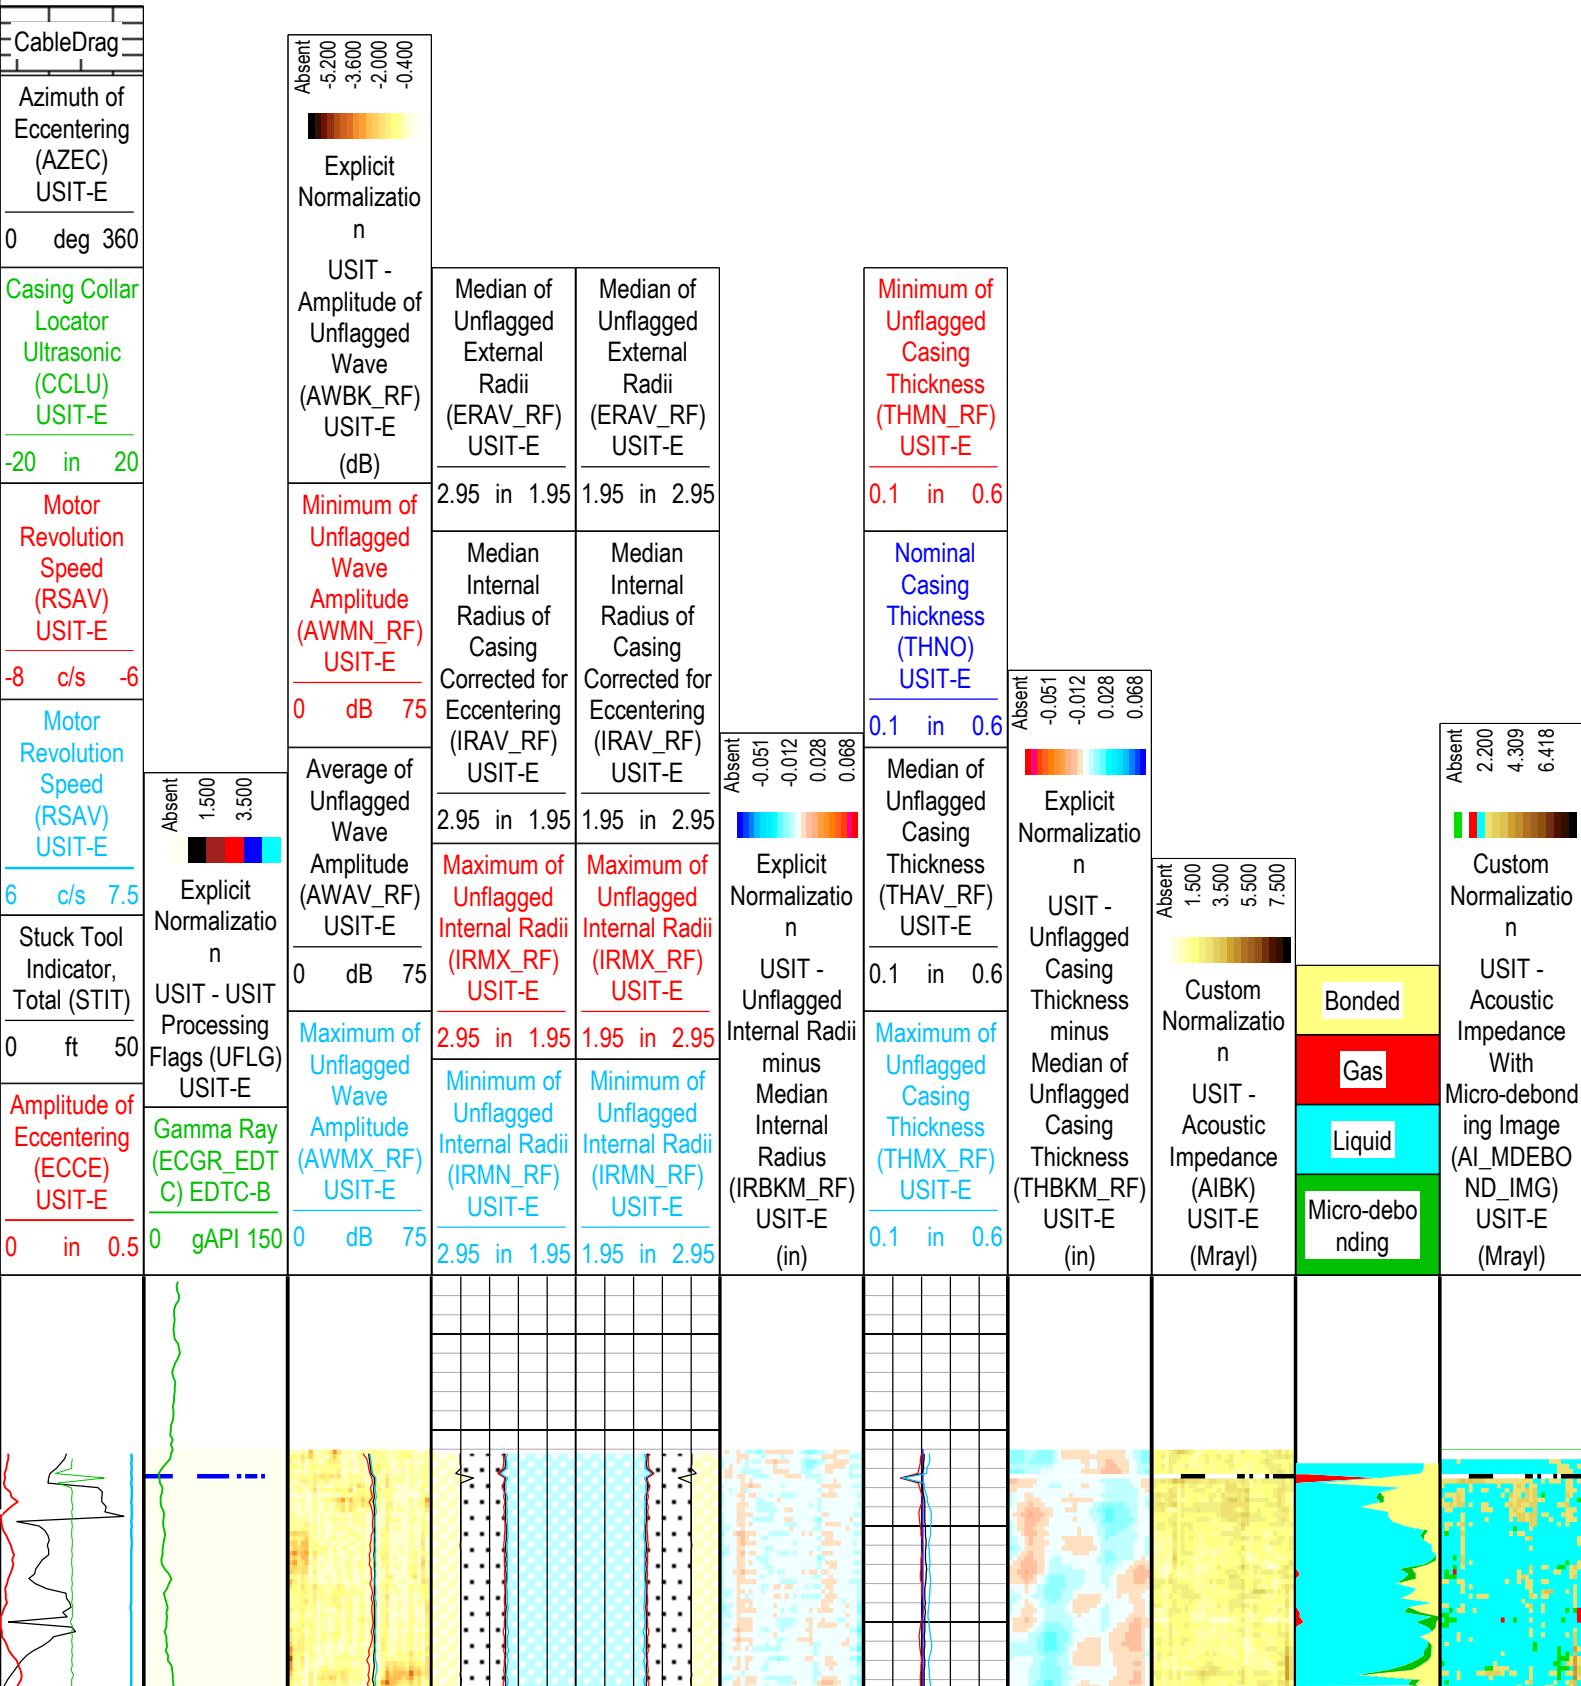 CableDrag
Azimuth of
Eccentering
(AZEC)
USIT-E
0 deg 360
Casing Collar
Locator
Ultrasonic
(CCLU)
USIT-E
-20 in 20
Motor
Revolution
Speed
(RSAV)
USIT-E
-8 c/s -6
Motor
Revolution
Speed
(RSAV)
USIT-E
6 c/s 7.5
Stuck Tool
Indicator,
Total (STIT)
0 ft 50
Amplitude of
Eccentering
(ECCE)
USIT-E
0 in 0.5
Absent
1.500
3.500
Explicit
Normalizatio
n
USIT - USIT
Processing
Flags (UFLG)
USIT-E
Gamma Ray
(ECGR_EDT
C) EDTC-B
0 gAPI 150
Absent
-5.200
-3.600
-2.000
-0.400
Explicit
Normalizatio
n
USIT -
Amplitude of
Unflagged
Wave
(AWBK_RF)
USIT-E
(dB)
Minimum of
Unflagged
Wave
Amplitude
(AWMN_RF)
USIT-E
0 dB 75
Average of
Unflagged
Wave
Amplitude
(AWAV_RF)
USIT-E
0 dB 75
Maximum of
Unflagged
Wave
Amplitude
(AWMX_RF)
USIT-E
0 dB 75
Median of
Unflagged
External
Radii
(ERAV_RF)
USIT-E
2.95 in 1.95
Median
Internal
Radius of
Casing
Corrected for
Eccentering
(IRAV_RF)
USIT-E
2.95 in 1.95
Maximum of
Unflagged
Internal Radii
(IRMX_RF)
USIT-E
2.95 in 1.95
Minimum of
Unflagged
Internal Radii
(IRMN_RF)
USIT-E
2.95 in 1.95
Median of
Unflagged
External
Radii
(ERAV_RF)
USIT-E
1.95 in 2.95
Median
Internal
Radius of
Casing
Corrected for
Eccentering
(IRAV_RF)
USIT-E
1.95 in 2.95
Maximum of
Unflagged
Internal Radii
(IRMX_RF)
USIT-E
1.95 in 2.95
Minimum of
Unflagged
Internal Radii
(IRMN_RF)
USIT-E
1.95 in 2.95
Absent
-0.051
-0.012
0.028
0.068
Explicit
Normalizatio
n
USIT -
Unflagged
Internal Radii
minus
Median
Internal
Radius
(IRBKM_RF)
USIT-E
(in)
Minimum of
Unflagged
Casing
Thickness
(THMN_RF)
USIT-E
0.1 in 0.6
Nominal
Casing
Thickness
(THNO)
USIT-E
0.1 in 0.6
Median of
Unflagged
Casing
Thickness
(THAV_RF)
USIT-E
0.1 in 0.6
Maximum of
Unflagged
Casing
Thickness
(THMX_RF)
USIT-E
0.1 in 0.6
Absent
-0.051
-0.012
0.028
0.068
Explicit
Normalizatio
n
USIT -
Unflagged
Casing
Thickness
minus
Median of
Unflagged
Casing
Thickness
(THBKM_RF)
USIT-E
(in)
Absent
1.500
3.500
5.500
7.500
Custom
Normalizatio
n
USIT -
Acoustic
Impedance
(AIBK)
USIT-E
(Mrayl)
Bonded
Gas
Liquid
Micro-debo
nding
Absent
2.200
4.309
6.418
Custom
Normalizatio
n
USIT -
Acoustic
Impedance
With
Micro-debond
ing Image
(AI_MDEBO
ND_IMG)
USIT-E
(Mrayl)